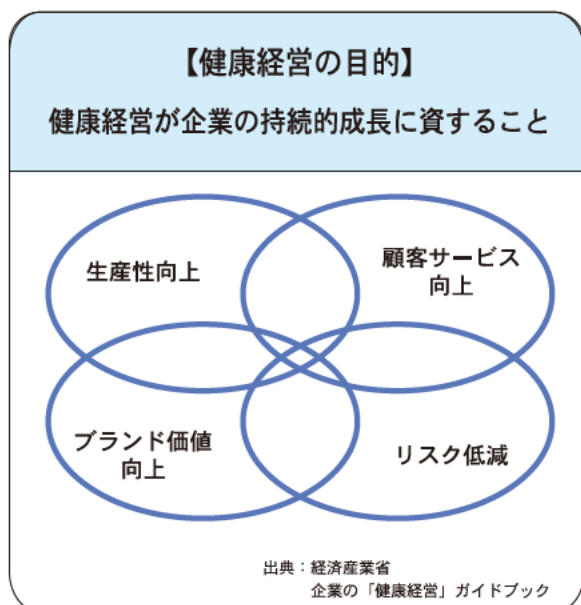 【健康経営の目的】
健康経営が企業の持続的成長に資すること
生産性向上
顧客サービス
向上
ブランド価値
向上
リスク低減
出典：経済産業省
企業の「健康経営」ガイドブック